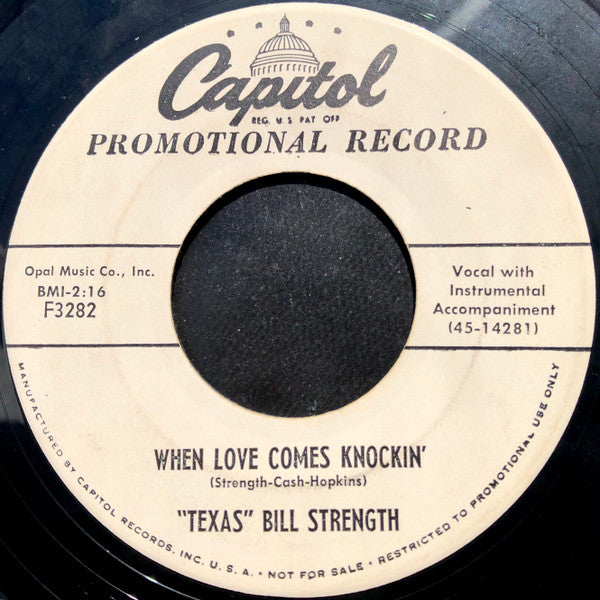 Capitol
REG. U.S. PAT. OFF
PROMOTIONAL RECORD
Opal Music Co., Inc.
BMI-2:16
F3282
Vocal with
Instrumental
Accompaniment
(45-14281)
WHEN LOVE COMES KNOCKIN'
(Strength-Cash-Hopkins)
"TEXAS" BILL STRENGTH
MANUFACTURED BY CAPITOL RECORDS, INC. U. S. A. • NOT FOR SALE • RESTRICTED TO PROMOTIONAL USE ONLY